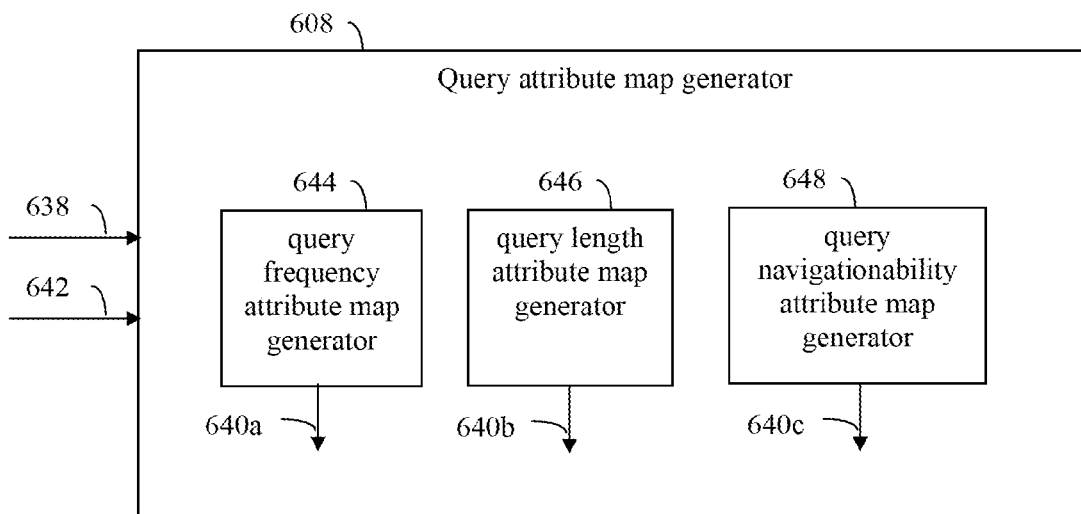 608
Query attribute map generator
644
646
648
638
642
query
frequency
attribute map
generator
query length
attribute map
generator
query
navigationability
attribute map
generator
640a
640b
640c